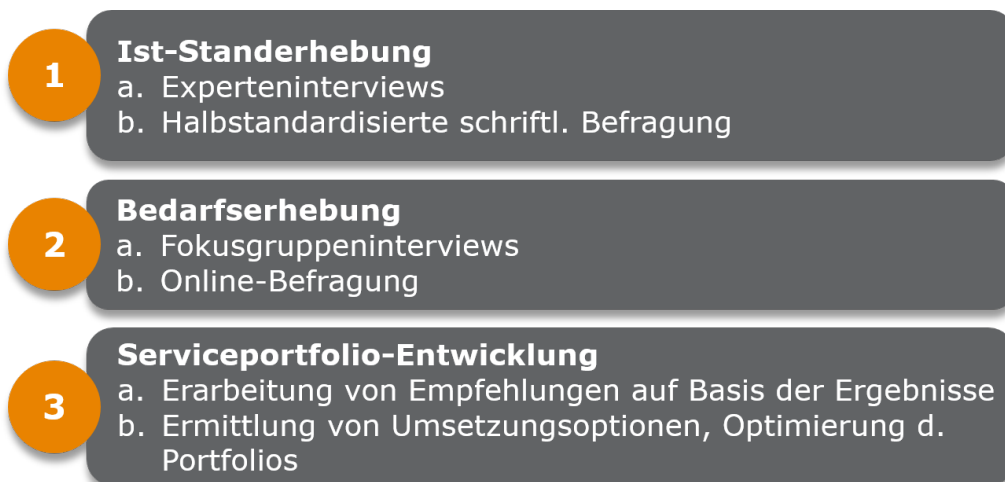 1
Ist-Standerhebung
a. Experteninterviews
b. Halbstandardisierte schriftl. Befragung
2
Bedarfserhebung
a. Fokusgruppeninterviews
b. Online-Befragung
3
Serviceportfolio-Entwicklung
a. Erarbeitung von Empfehlungen auf Basis der Ergebnisse
b. Ermittlung von Umsetzungsoptionen, Optimierung d.
Portfolios